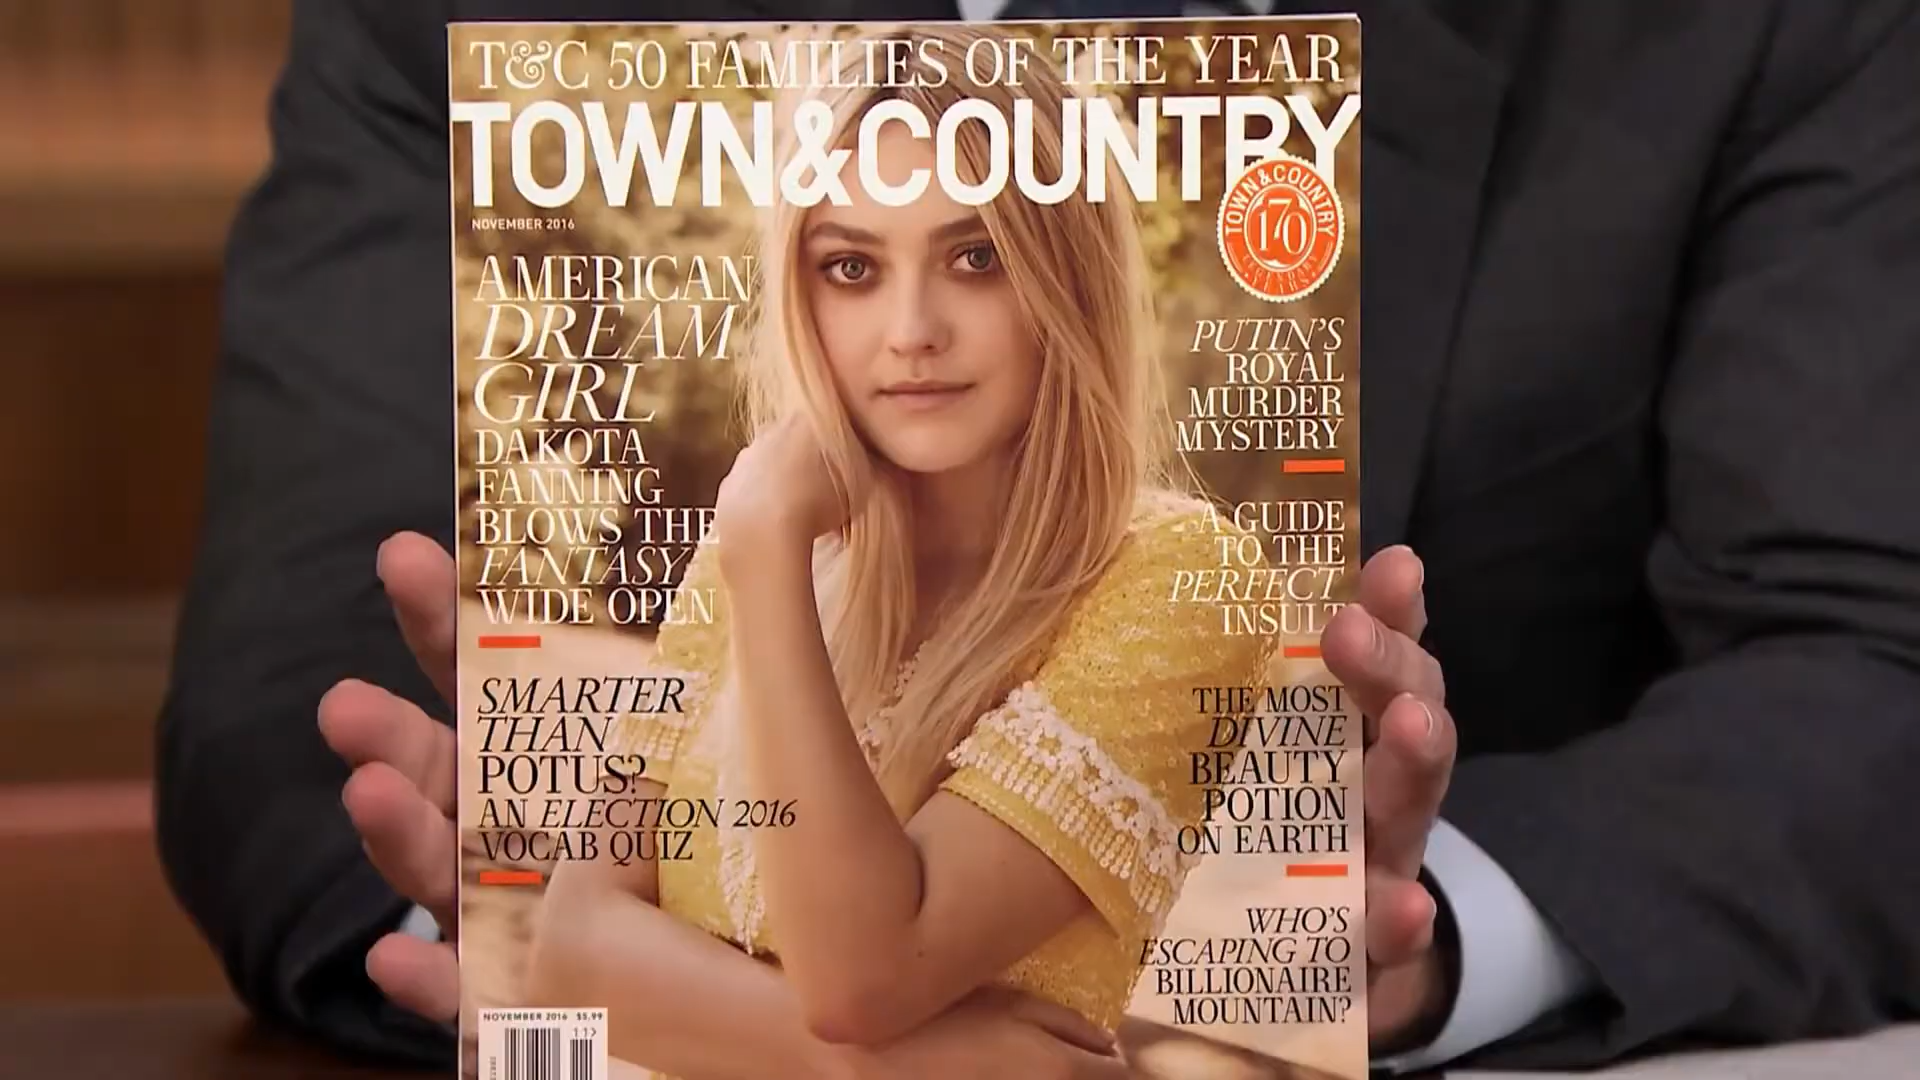 T&C 50 FAMILIES OF THE YEAR
TOWN&COUNTRY
NOVEMBER 2016
TOWN&COUNTRY
170
LEGENDARY
YEARS
AMERICAN
DREAM
GIRL
DAKOTA
FANNING
BLOWS THE
FANTASY
WIDE OPEN
SMARTER
THAN
POTUS?
AN ELECTION 2016
VOCAB QUIZ
PUTIN'S
ROYAL
MURDER
MYSTERY
A GUIDE
TO THE
PERFECT
INSULT
THE MOST
DIVINE
BEAUTY
POTION
ON EARTH
WHO'S
ESCAPING TO
BILLIONAIRE
MOUNTAIN?
NOVEMBER 2016 $5.99
11>